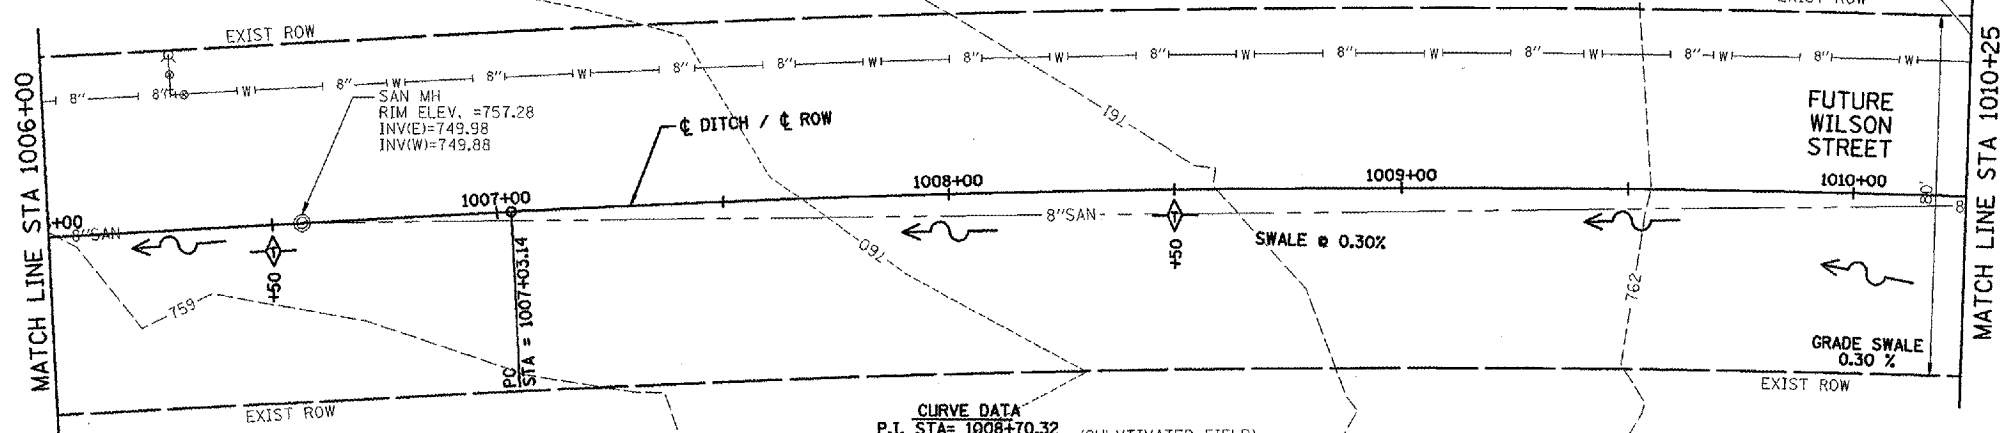 EXIST ROW
EXIST ROW
8" 8" W 8" W 8" W 8" 8" W 8" W 8" W 8" W 8" W 8" W 8" W
SAN MH
RIM ELEV. =757.28
INV(E)=749.98
INV(W)=749.88
℄ DITCH / ℄ ROW
761
FUTURE
WILSON
STREET
MATCH LINE STA 1006+00
MATCH LINE STA 1010+25
+00
8"SAN
1007+00
1008+00
1009+00
1010+00
80'
8
8"SAN
T
+50
T
+50
SWALE @ 0.30%
760
759
762
PC
STA = 1007+03.14
GRADE SWALE
0.30 %
EXIST ROW
EXIST ROW
CURVE DATA
P.I. STA= 1008+70.32
(CULVTIVATED FIELD)